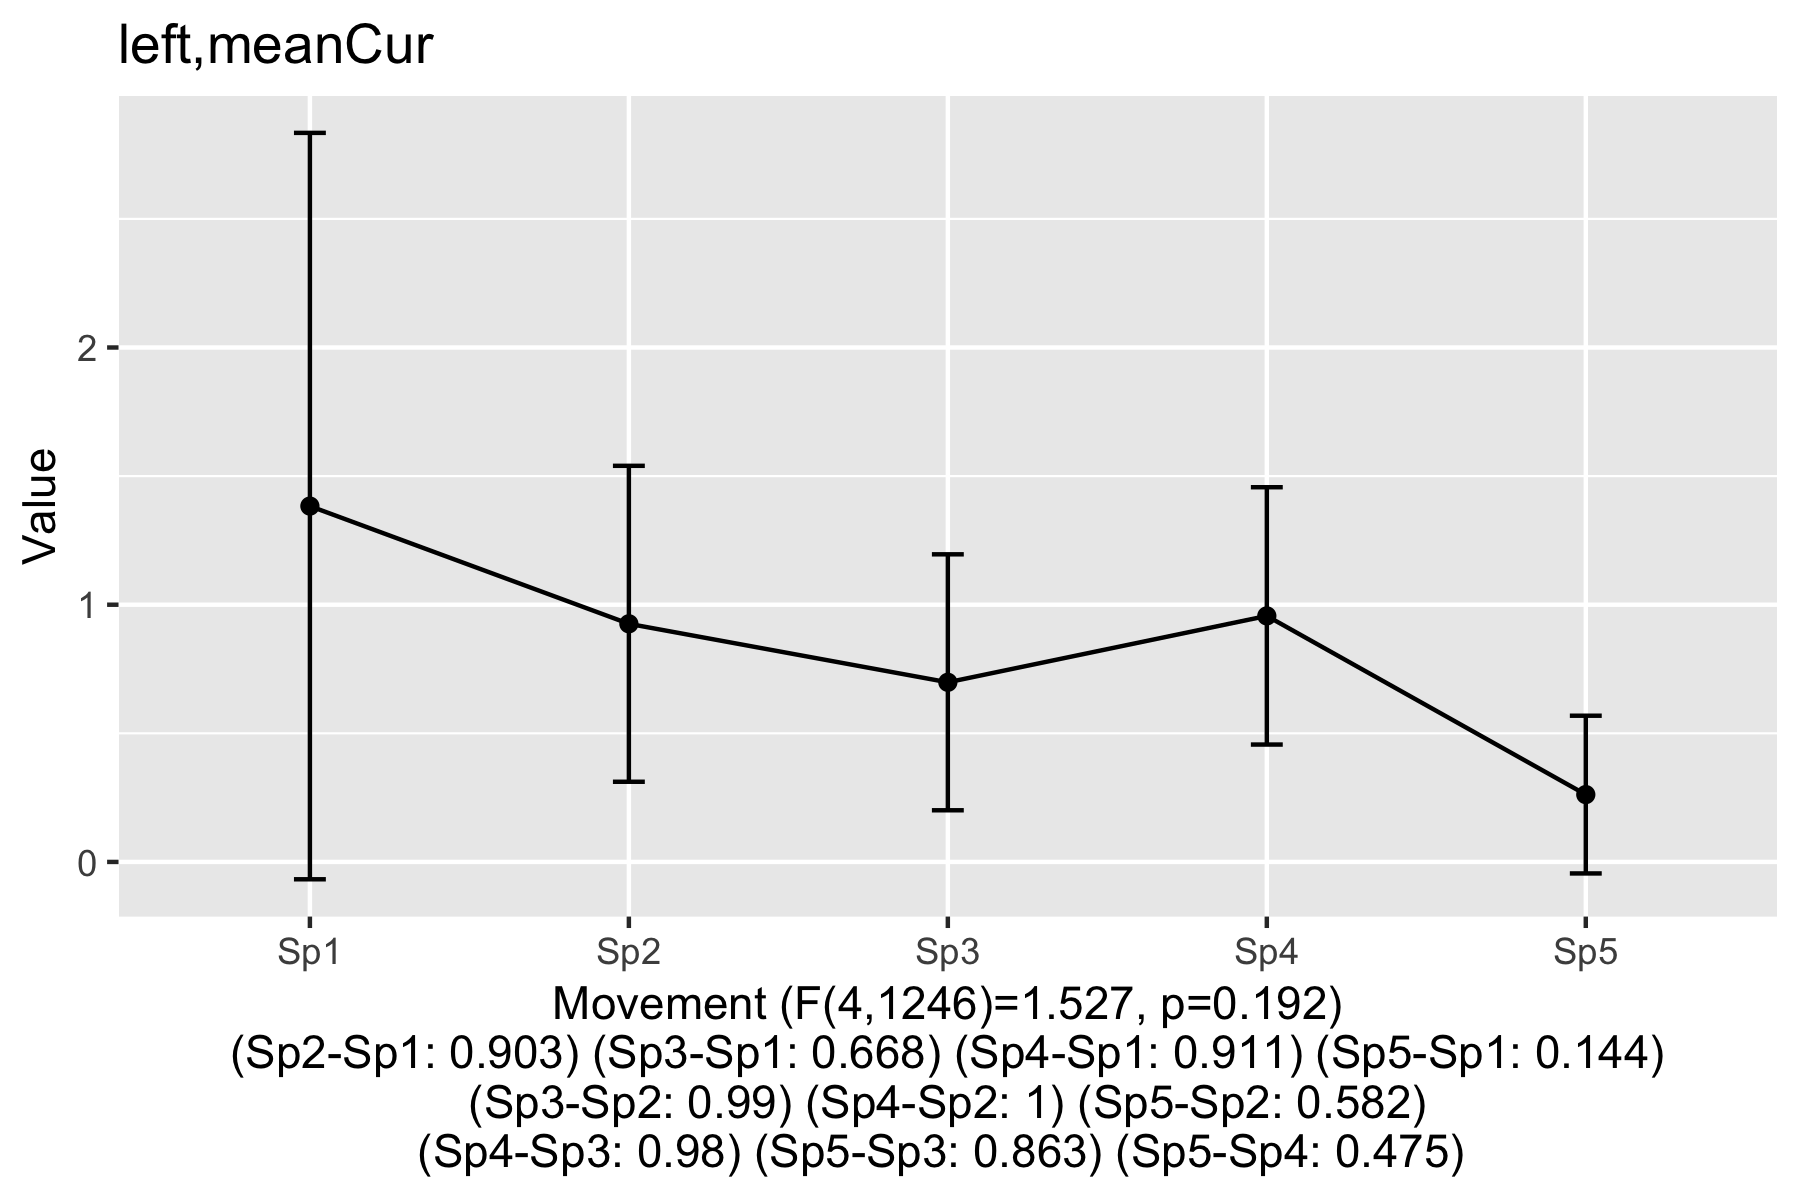 left,meanCur
Value
2
1
0
Sp1 Sp2 Sp3 Sp4 Sp5
Movement (F(4,1246)=1.527, p=0.192)
(Sp2-Sp1: 0.903) (Sp3-Sp1: 0.668) (Sp4-Sp1: 0.911) (Sp5-Sp1: 0.144)
(Sp3-Sp2: 0.99) (Sp4-Sp2: 1) (Sp5-Sp2: 0.582)
(Sp4-Sp3: 0.98) (Sp5-Sp3: 0.863) (Sp5-Sp4: 0.475)